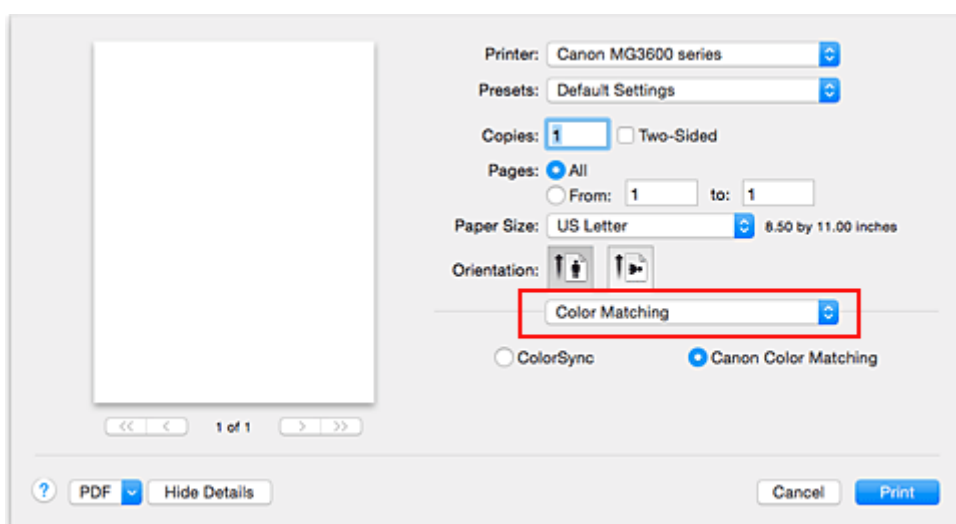 Printer: Canon MG3600 series
Presets: Default Settings
Copies: 1 Two-Sided
Pages: All
From: 1 to: 1
Paper Size: US Letter 8.50 by 11.00 inches
Orientation:
Color Matching
ColorSync Canon Color Matching
<< < 1 of 1 > >>
? PDF Hide Details Cancel Print